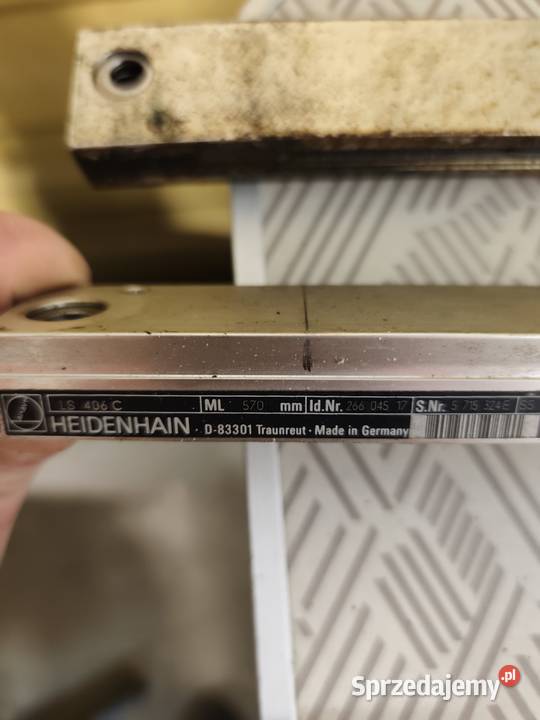 LS 406 C ML 570 mm Id.Nr. 266 045 17 S.Nr. 5 715 324 E
HEIDENHAIN · D-83301 Traunreut · Made in Germany
Sprzedajemy.pl